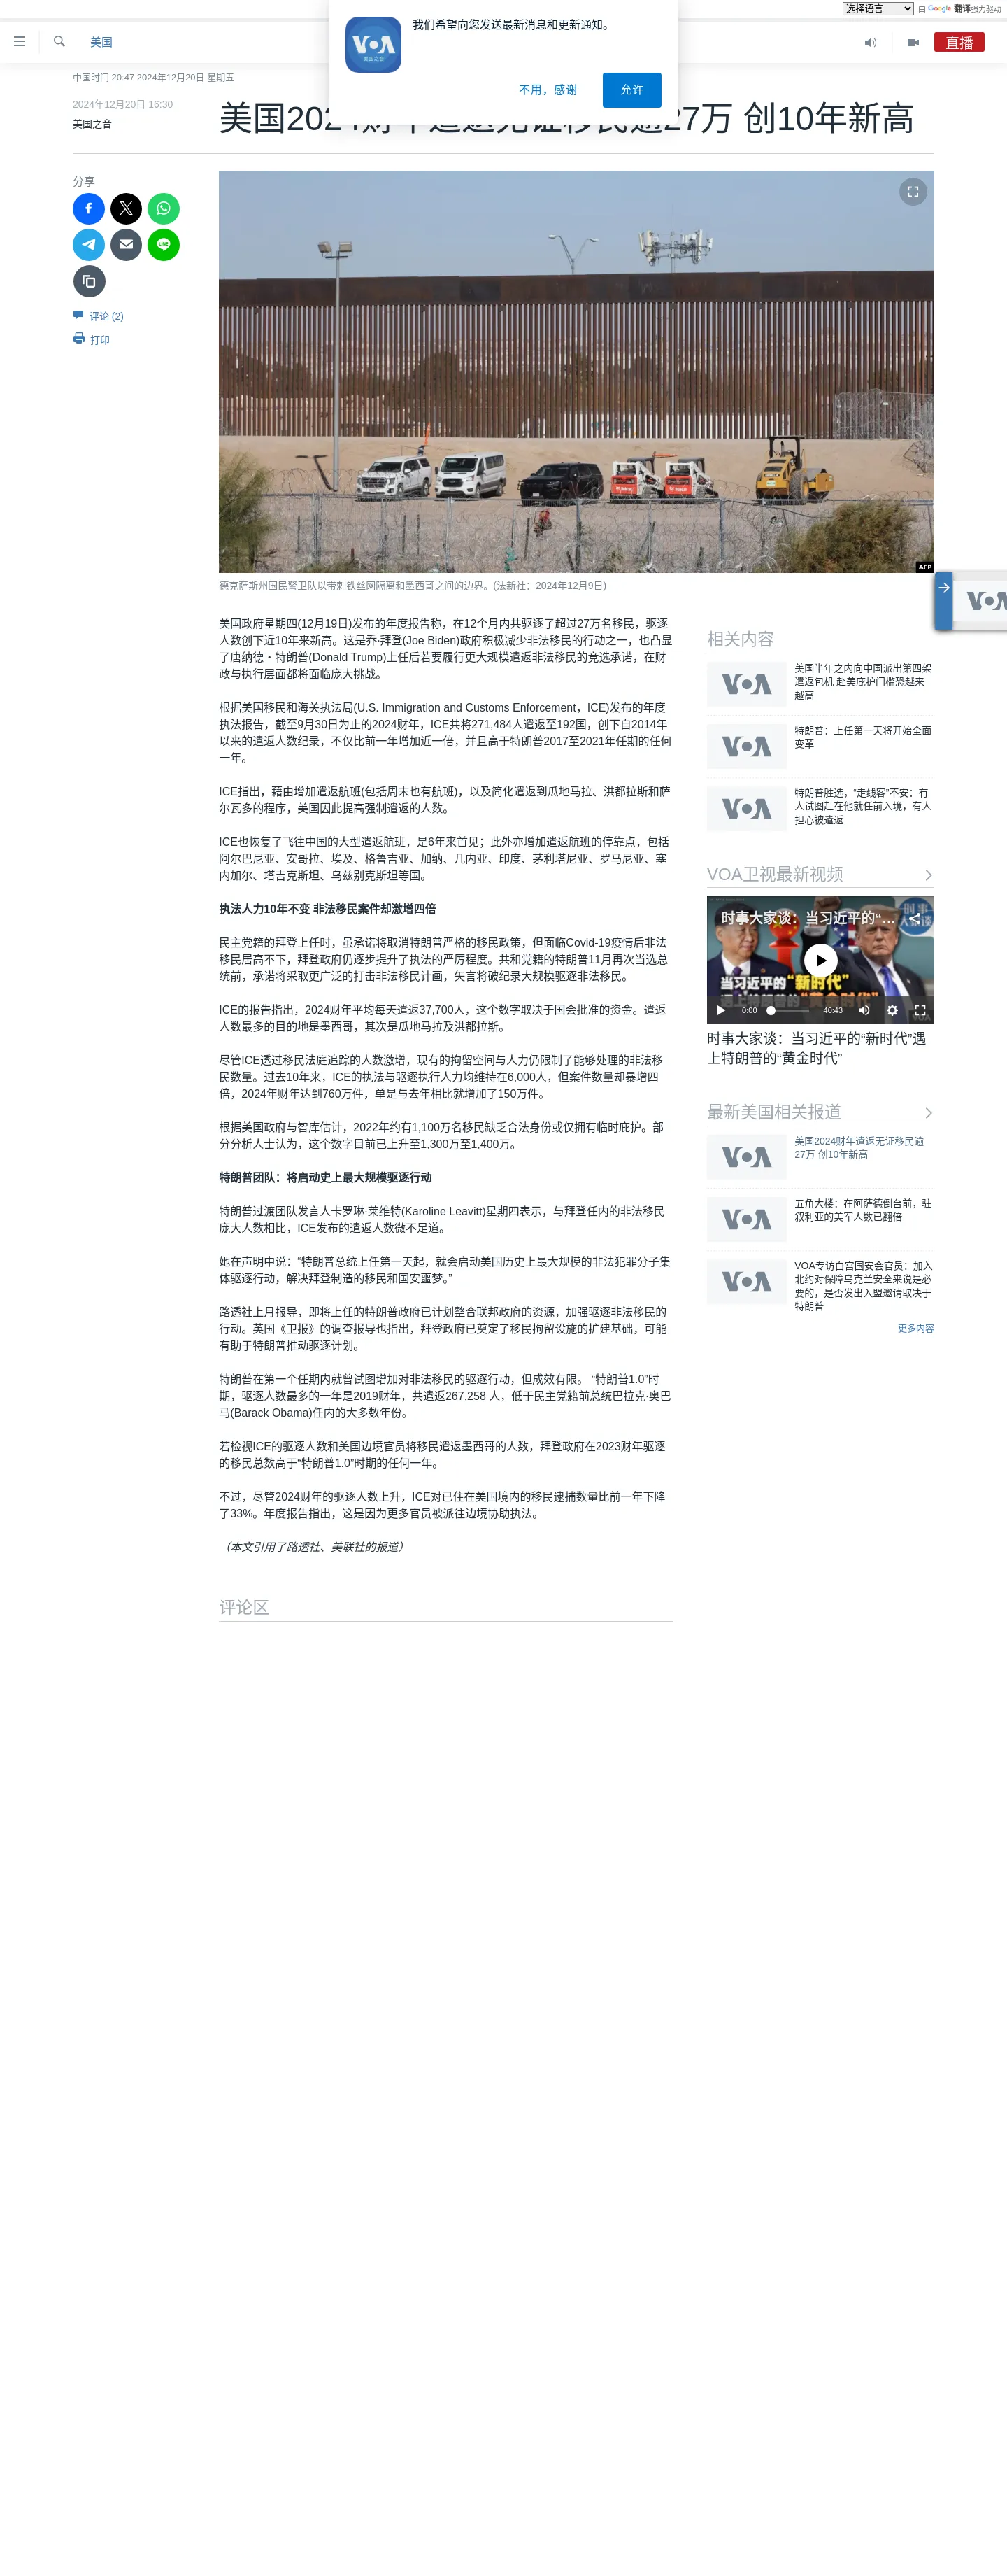 选择语言 由 Google 翻译强力驱动
美国
直播
我们希望向您发送最新消息和更新通知。
VOA
美国之音
不用，感谢
允许
中国时间 20:47 2024年12月20日 星期五
2024年12月20日 16:30
美国之音
美国2024财年遣返无证移民逾27万 创10年新高
分享
评论 (2)
打印
AFP
德克萨斯州国民警卫队以带刺铁丝网隔离和墨西哥之间的边界。(法新社：2024年12月9日)
美国政府星期四(12月19日)发布的年度报告称，在12个月内共驱逐了超过27万名移民，驱逐
人数创下近10年来新高。这是乔·拜登(Joe Biden)政府积极减少非法移民的行动之一，也凸显
了唐纳德・特朗普(Donald Trump)上任后若要履行更大规模遣返非法移民的竞选承诺，在财
政与执行层面都将面临庞大挑战。
根据美国移民和海关执法局(U.S. Immigration and Customs Enforcement，ICE)发布的年度
执法报告，截至9月30日为止的2024财年，ICE共将271,484人遣返至192国，创下自2014年
以来的遣返人数纪录，不仅比前一年增加近一倍，并且高于特朗普2017至2021年任期的任何
一年。
ICE指出，藉由增加遣返航班(包括周末也有航班)，以及简化遣返到瓜地马拉、洪都拉斯和萨
尔瓦多的程序，美国因此提高强制遣返的人数。
ICE也恢复了飞往中国的大型遣返航班，是6年来首见；此外亦增加遣返航班的停靠点，包括
阿尔巴尼亚、安哥拉、埃及、格鲁吉亚、加纳、几内亚、印度、茅利塔尼亚、罗马尼亚、塞
内加尔、塔吉克斯坦、乌兹别克斯坦等国。
执法人力10年不变 非法移民案件却激增四倍
民主党籍的拜登上任时，虽承诺将取消特朗普严格的移民政策，但面临Covid-19疫情后非法
移民居高不下，拜登政府仍逐步提升了执法的严厉程度。共和党籍的特朗普11月再次当选总
统前，承诺将采取更广泛的打击非法移民计画，矢言将破纪录大规模驱逐非法移民。
ICE的报告指出，2024财年平均每天遣返37,700人，这个数字取决于国会批准的资金。遣返
人数最多的目的地是墨西哥，其次是瓜地马拉及洪都拉斯。
尽管ICE透过移民法庭追踪的人数激增，现有的拘留空间与人力仍限制了能够处理的非法移
民数量。过去10年来，ICE的执法与驱逐执行人力均维持在6,000人，但案件数量却暴增四
倍，2024年财年达到760万件，单是与去年相比就增加了150万件。
根据美国政府与智库估计，2022年约有1,100万名移民缺乏合法身份或仅拥有临时庇护。部
分分析人士认为，这个数字目前已上升至1,300万至1,400万。
特朗普团队：将启动史上最大规模驱逐行动
特朗普过渡团队发言人卡罗琳·莱维特(Karoline Leavitt)星期四表示，与拜登任内的非法移民
庞大人数相比，ICE发布的遣返人数微不足道。
她在声明中说：“特朗普总统上任第一天起，就会启动美国历史上最大规模的非法犯罪分子集
体驱逐行动，解决拜登制造的移民和国安噩梦。”
路透社上月报导，即将上任的特朗普政府已计划整合联邦政府的资源，加强驱逐非法移民的
行动。英国《卫报》的调查报导也指出，拜登政府已奠定了移民拘留设施的扩建基础，可能
有助于特朗普推动驱逐计划。
特朗普在第一个任期内就曾试图增加对非法移民的驱逐行动，但成效有限。 “特朗普1.0”时
期，驱逐人数最多的一年是2019财年，共遣返267,258 人，低于民主党籍前总统巴拉克·奥巴
马(Barack Obama)任内的大多数年份。
若检视ICE的驱逐人数和美国边境官员将移民遣返墨西哥的人数，拜登政府在2023财年驱逐
的移民总数高于“特朗普1.0”时期的任何一年。
不过，尽管2024财年的驱逐人数上升，ICE对已住在美国境内的移民逮捕数量比前一年下降
了33%。年度报告指出，这是因为更多官员被派往边境协助执法。
（本文引用了路透社、美联社的报道）
评论区
VOA
相关内容
VOA
美国半年之内向中国派出第四架
遣返包机 赴美庇护门槛恐越来
越高
VOA
特朗普：上任第一天将开始全面
变革
VOA
特朗普胜选，“走线客”不安：有
人试图赶在他就任前入境，有人
担心被遣返
VOA卫视最新视频
时事大家谈：当习近平的“...
当习近平的“新时代”
0:00
40:43
时事大家谈：当习近平的“新时代”遇
上特朗普的“黄金时代”
最新美国相关报道
VOA
美国2024财年遣返无证移民逾
27万 创10年新高
VOA
五角大楼：在阿萨德倒台前，驻
叙利亚的美军人数已翻倍
VOA
VOA专访白宫国安会官员：加入
北约对保障乌克兰安全来说是必
要的，是否发出入盟邀请取决于
特朗普
更多内容